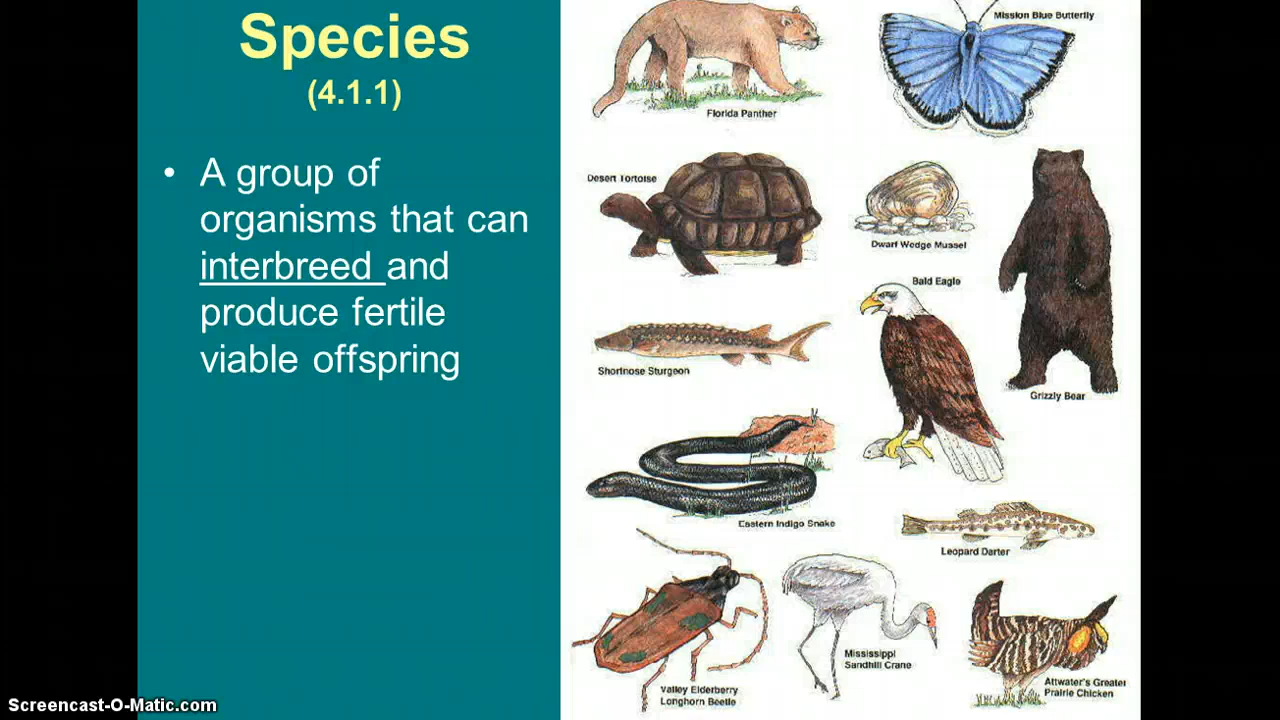 Species
(4.1.1)
• A group of
organisms that can
interbreed and
produce fertile
viable offspring
Florida Panther
Mission Blue Butterfly
Desert Tortoise
Dwarf Wedge Mussel
Bald Eagle
Shortnose Sturgeon
Grizzly Bear
Eastern Indigo Snake
Leopard Darter
Valley Elderberry
Longhorn Beetle
Mississippi
Sandhill Crane
Attwater's Greater
Prairie Chicken
Screencast-O-Matic.com